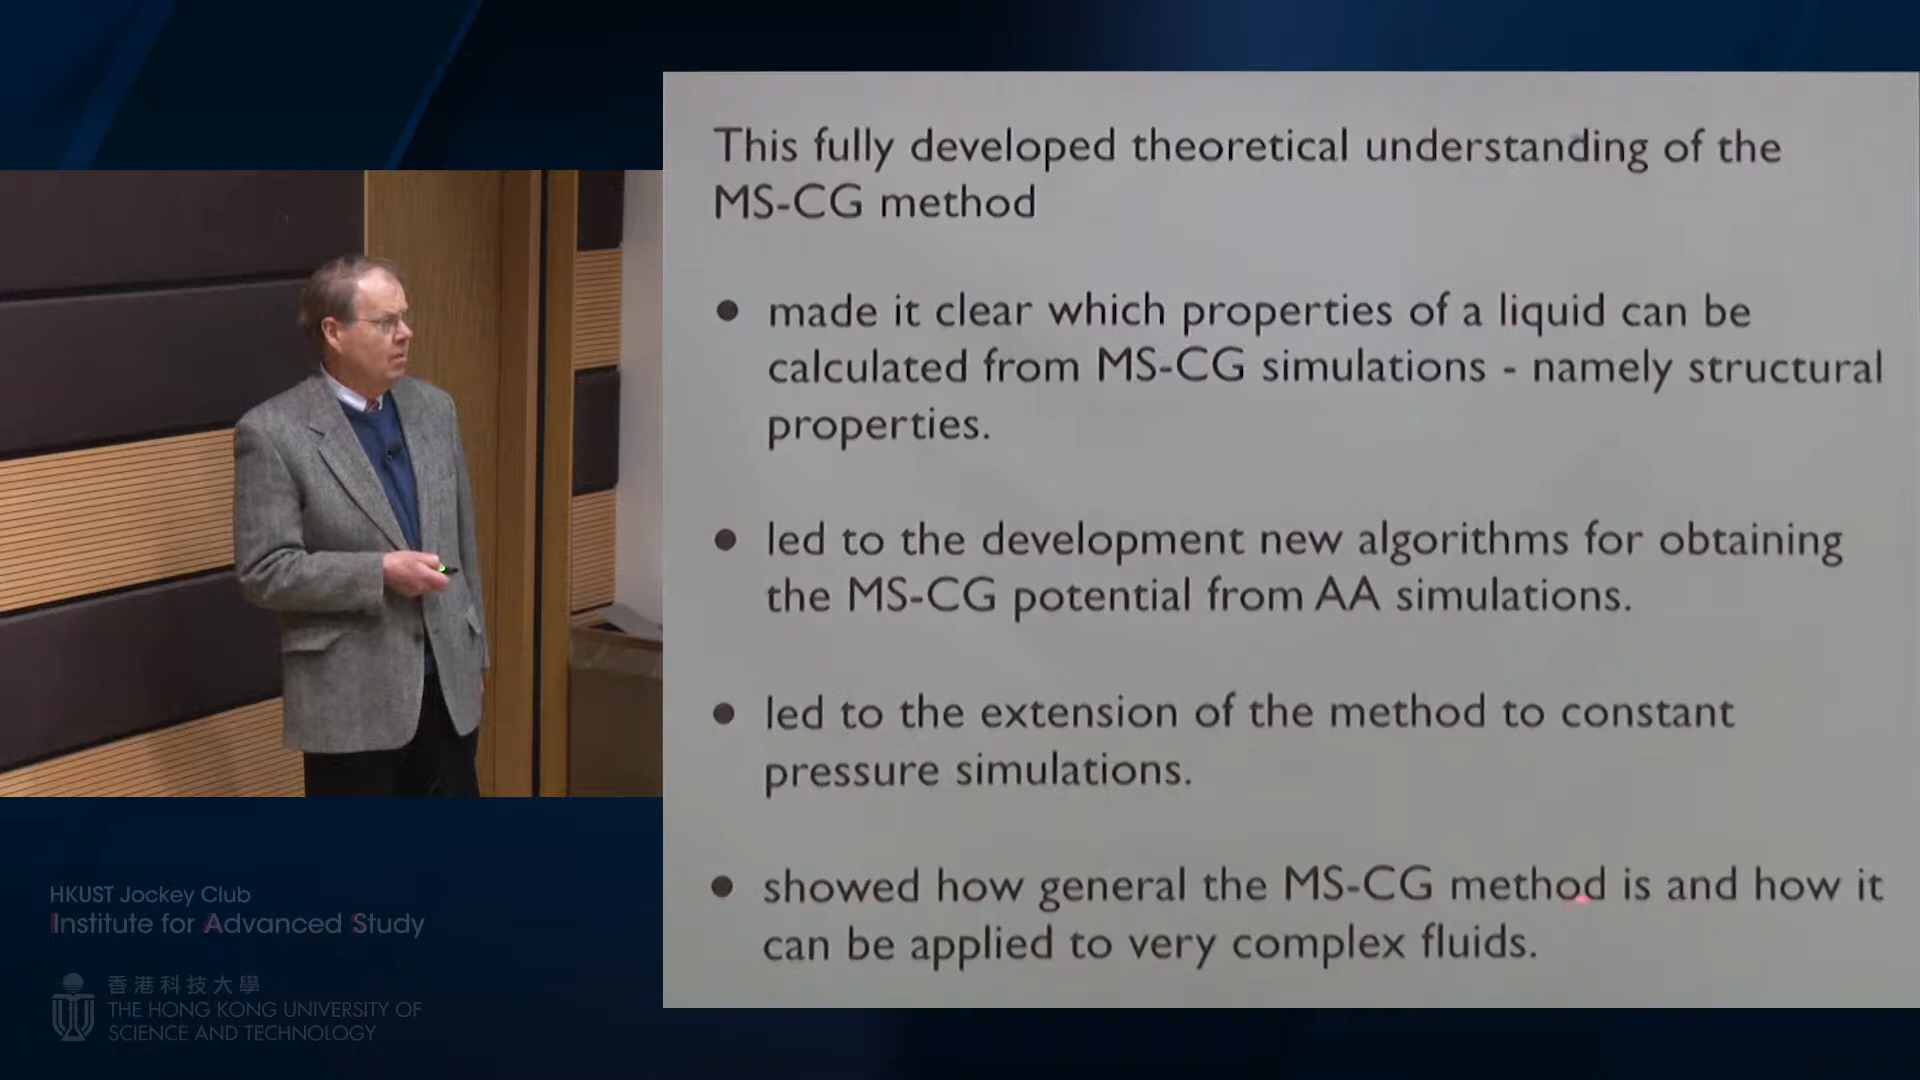 This fully developed theoretical understanding of the
MS-CG method
• made it clear which properties of a liquid can be
calculated from MS-CG simulations - namely structural
properties.
• led to the development new algorithms for obtaining
the MS-CG potential from AA simulations.
• led to the extension of the method to constant
pressure simulations.
• showed how general the MS-CG method is and how it
can be applied to very complex fluids.
HKUST Jockey Club
Institute for Advanced Study
香港科技大學
THE HONG KONG UNIVERSITY OF
SCIENCE AND TECHNOLOGY